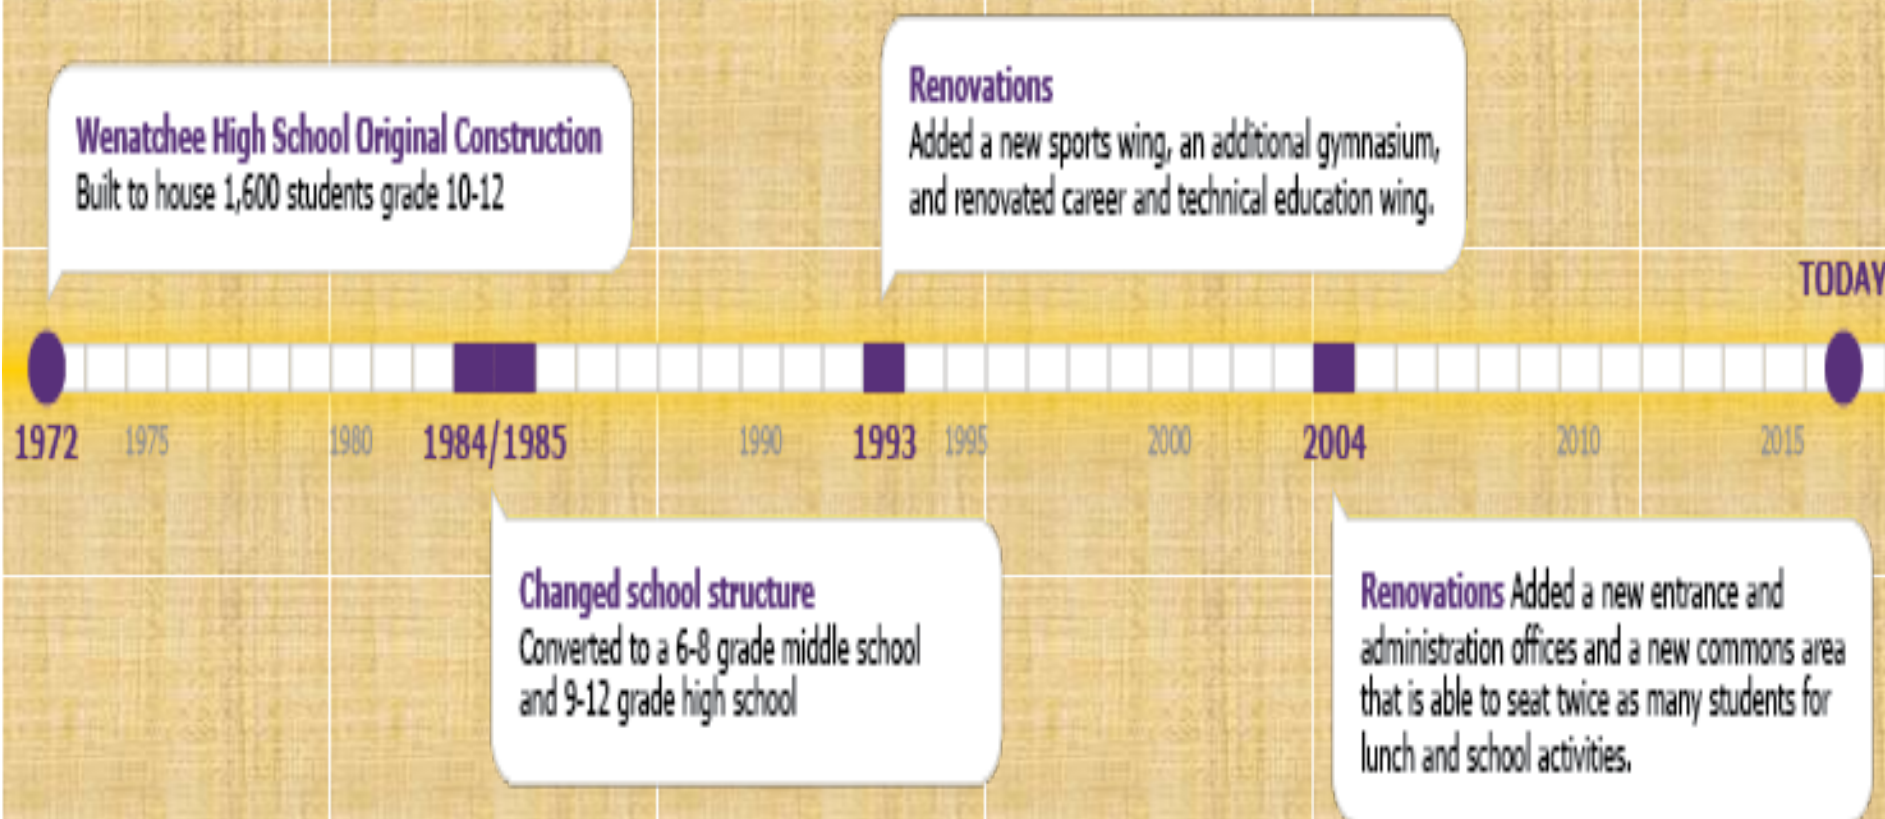 Wenatchee High School Original Construction
Built to house 1,600 students grade 10-12
Renovations
Added a new sports wing, an additional gymnasium,
and renovated career and technical education wing.
TODAY
1972 1975 1980 1984/1985 1990 1993 1995 2000 2004 2010 2015
Changed school structure
Converted to a 6-8 grade middle school
and 9-12 grade high school
Renovations Added a new entrance and
administration offices and a new commons area
that is able to seat twice as many students for
lunch and school activities.